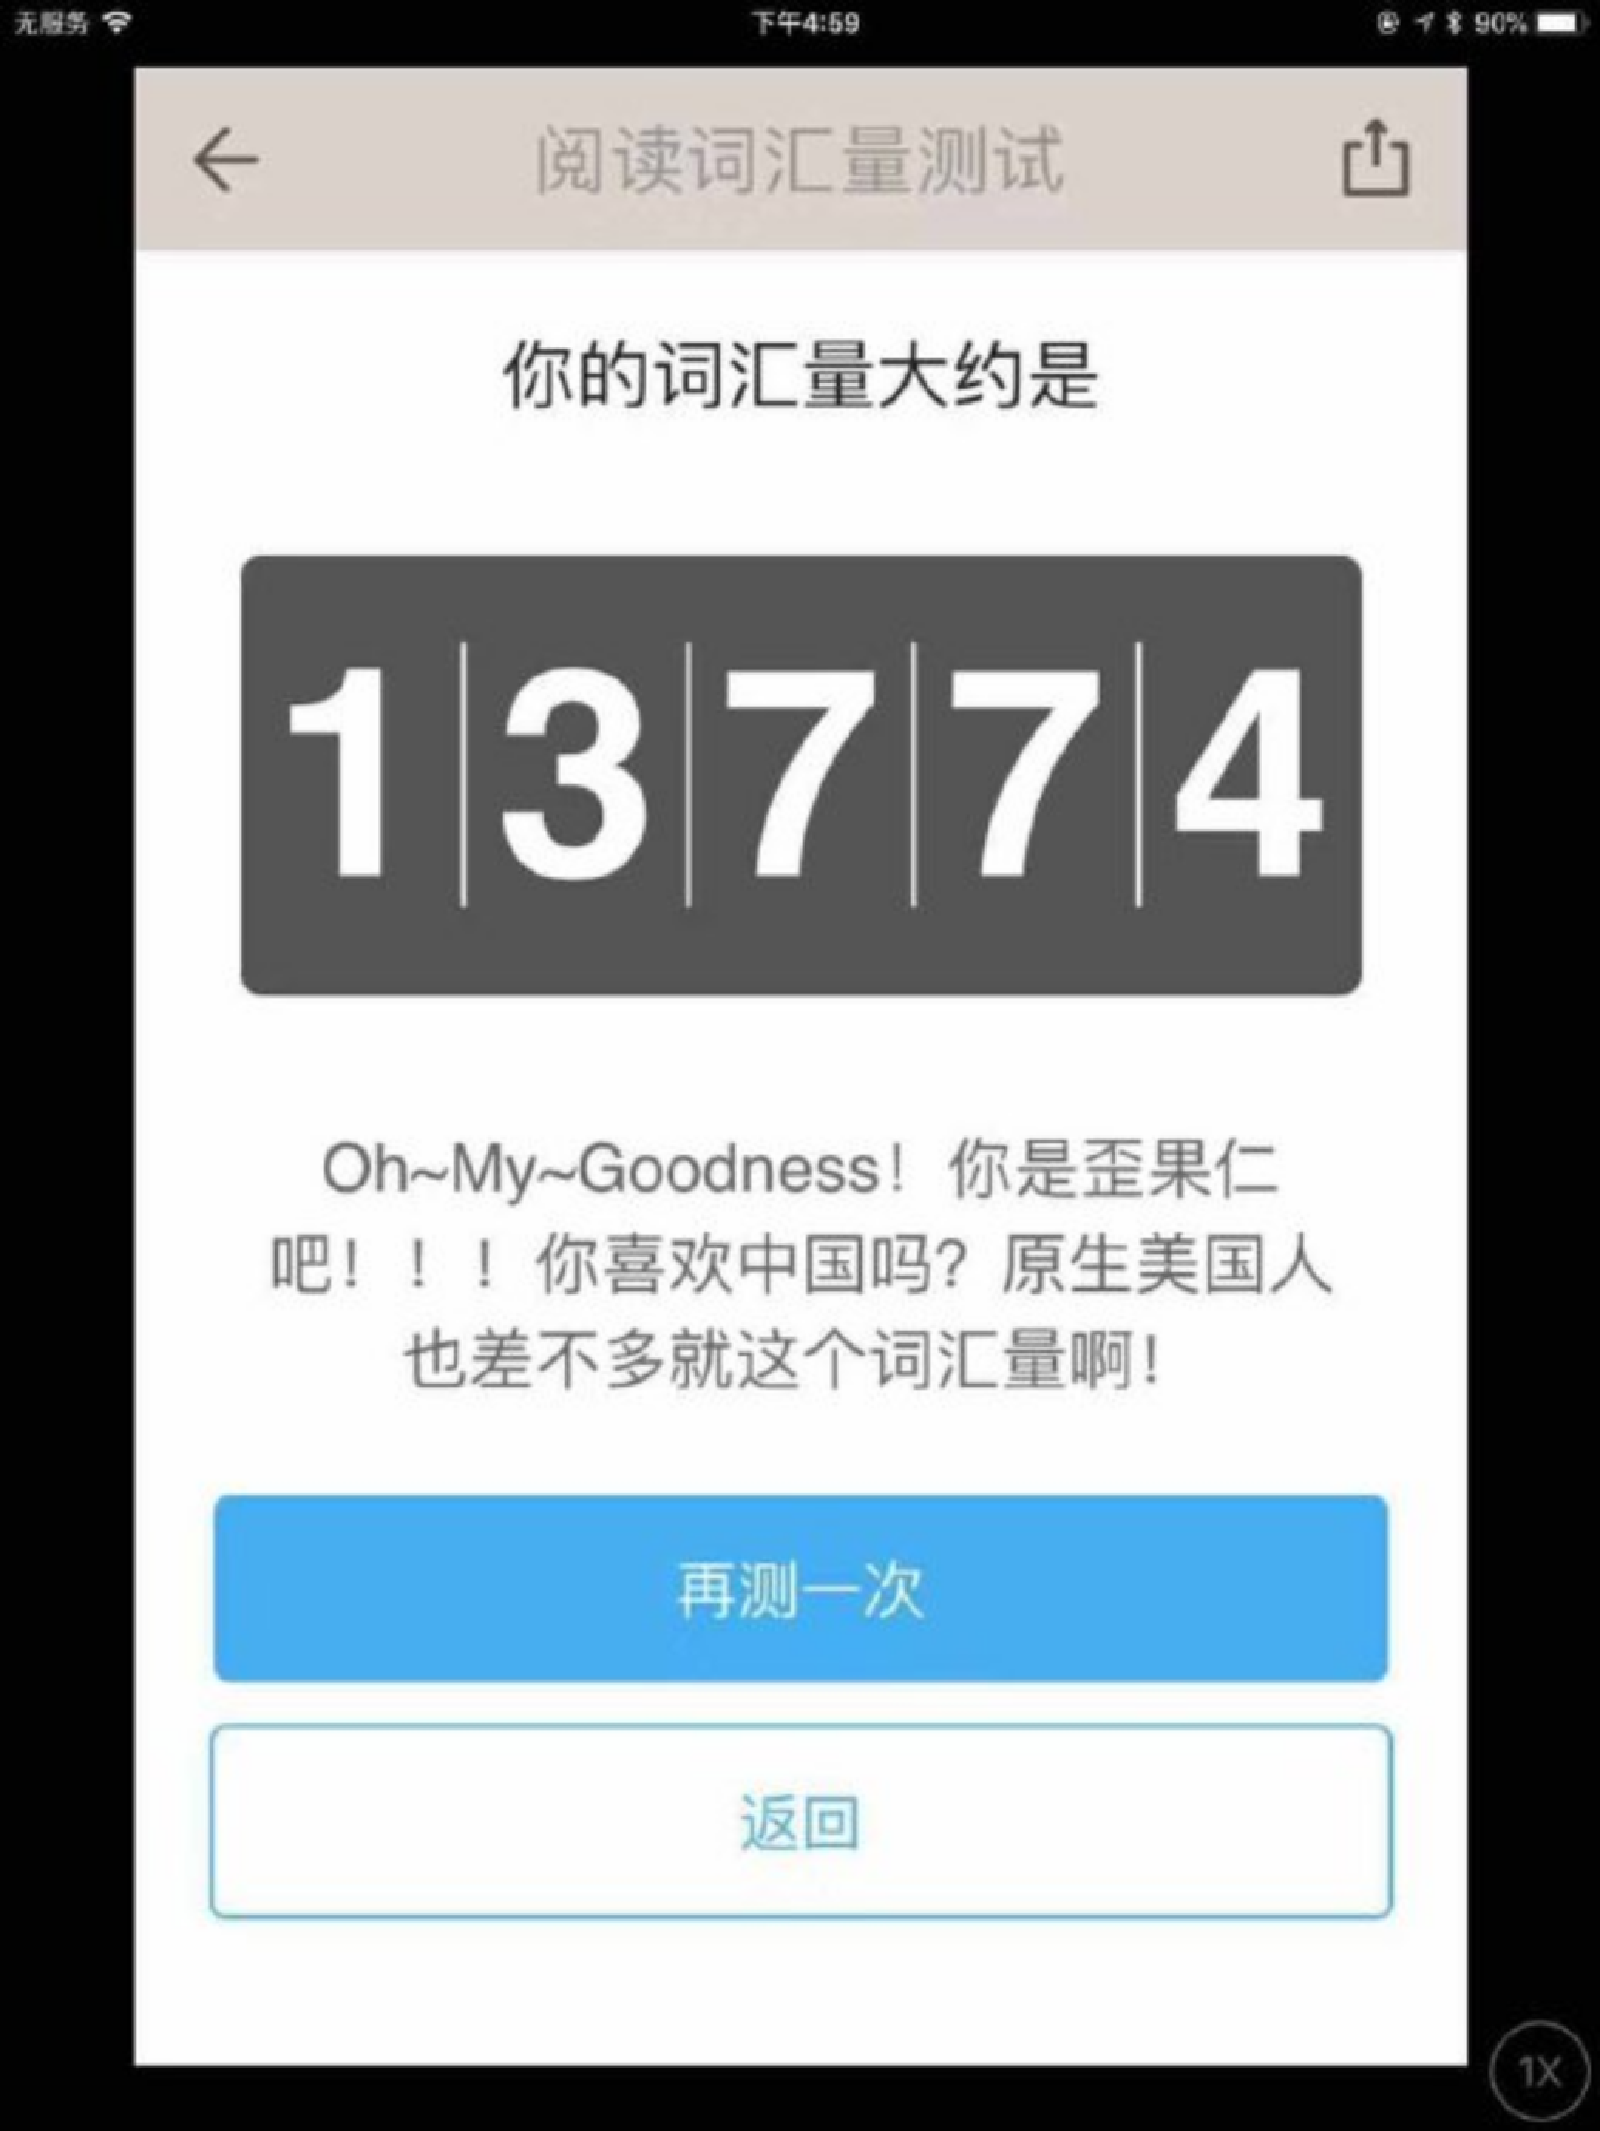 无服务 下午4:59 90%
阅读词汇量测试
你的词汇量大约是
13774
Oh~My~Goodness！你是歪果仁
吧！！！你喜欢中国吗？原生美国人
也差不多就这个词汇量啊！
再测一次
返回
1X